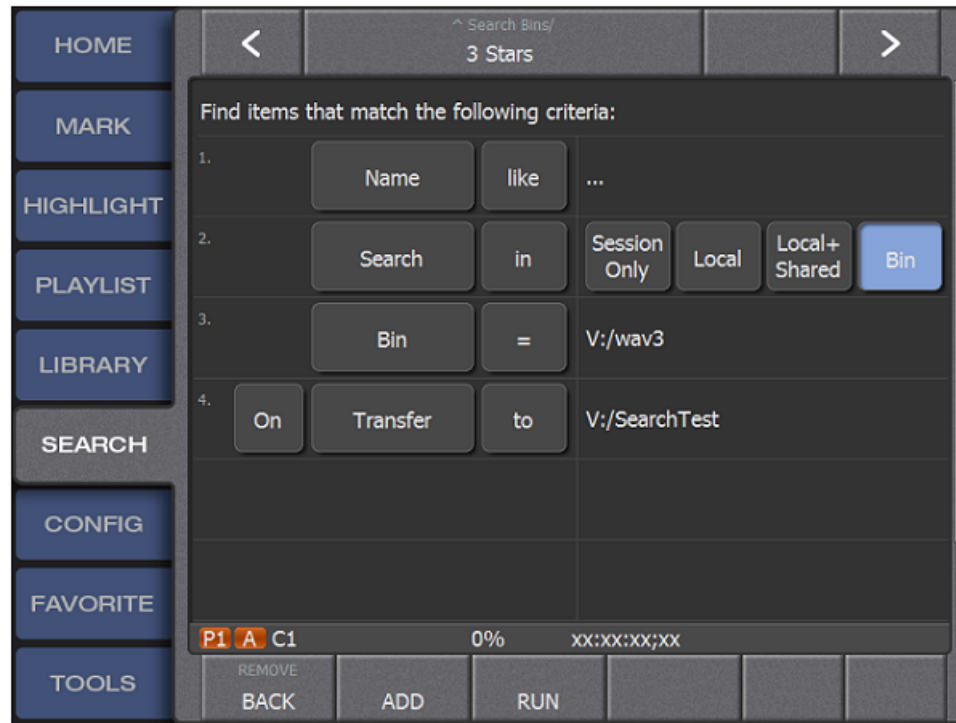 HOME
MARK
HIGHLIGHT
PLAYLIST
LIBRARY
SEARCH
CONFIG
FAVORITE
TOOLS
<
^ Search Bins/
3 Stars
>
Find items that match the following criteria:
1. Name like ...
2. Search in Session Only Local Local+ Shared Bin
3. Bin = V:/wav3
4. On Transfer to V:/SearchTest
P1 A C1 0% xx:xx:xx;xx
REMOVE
BACK ADD RUN